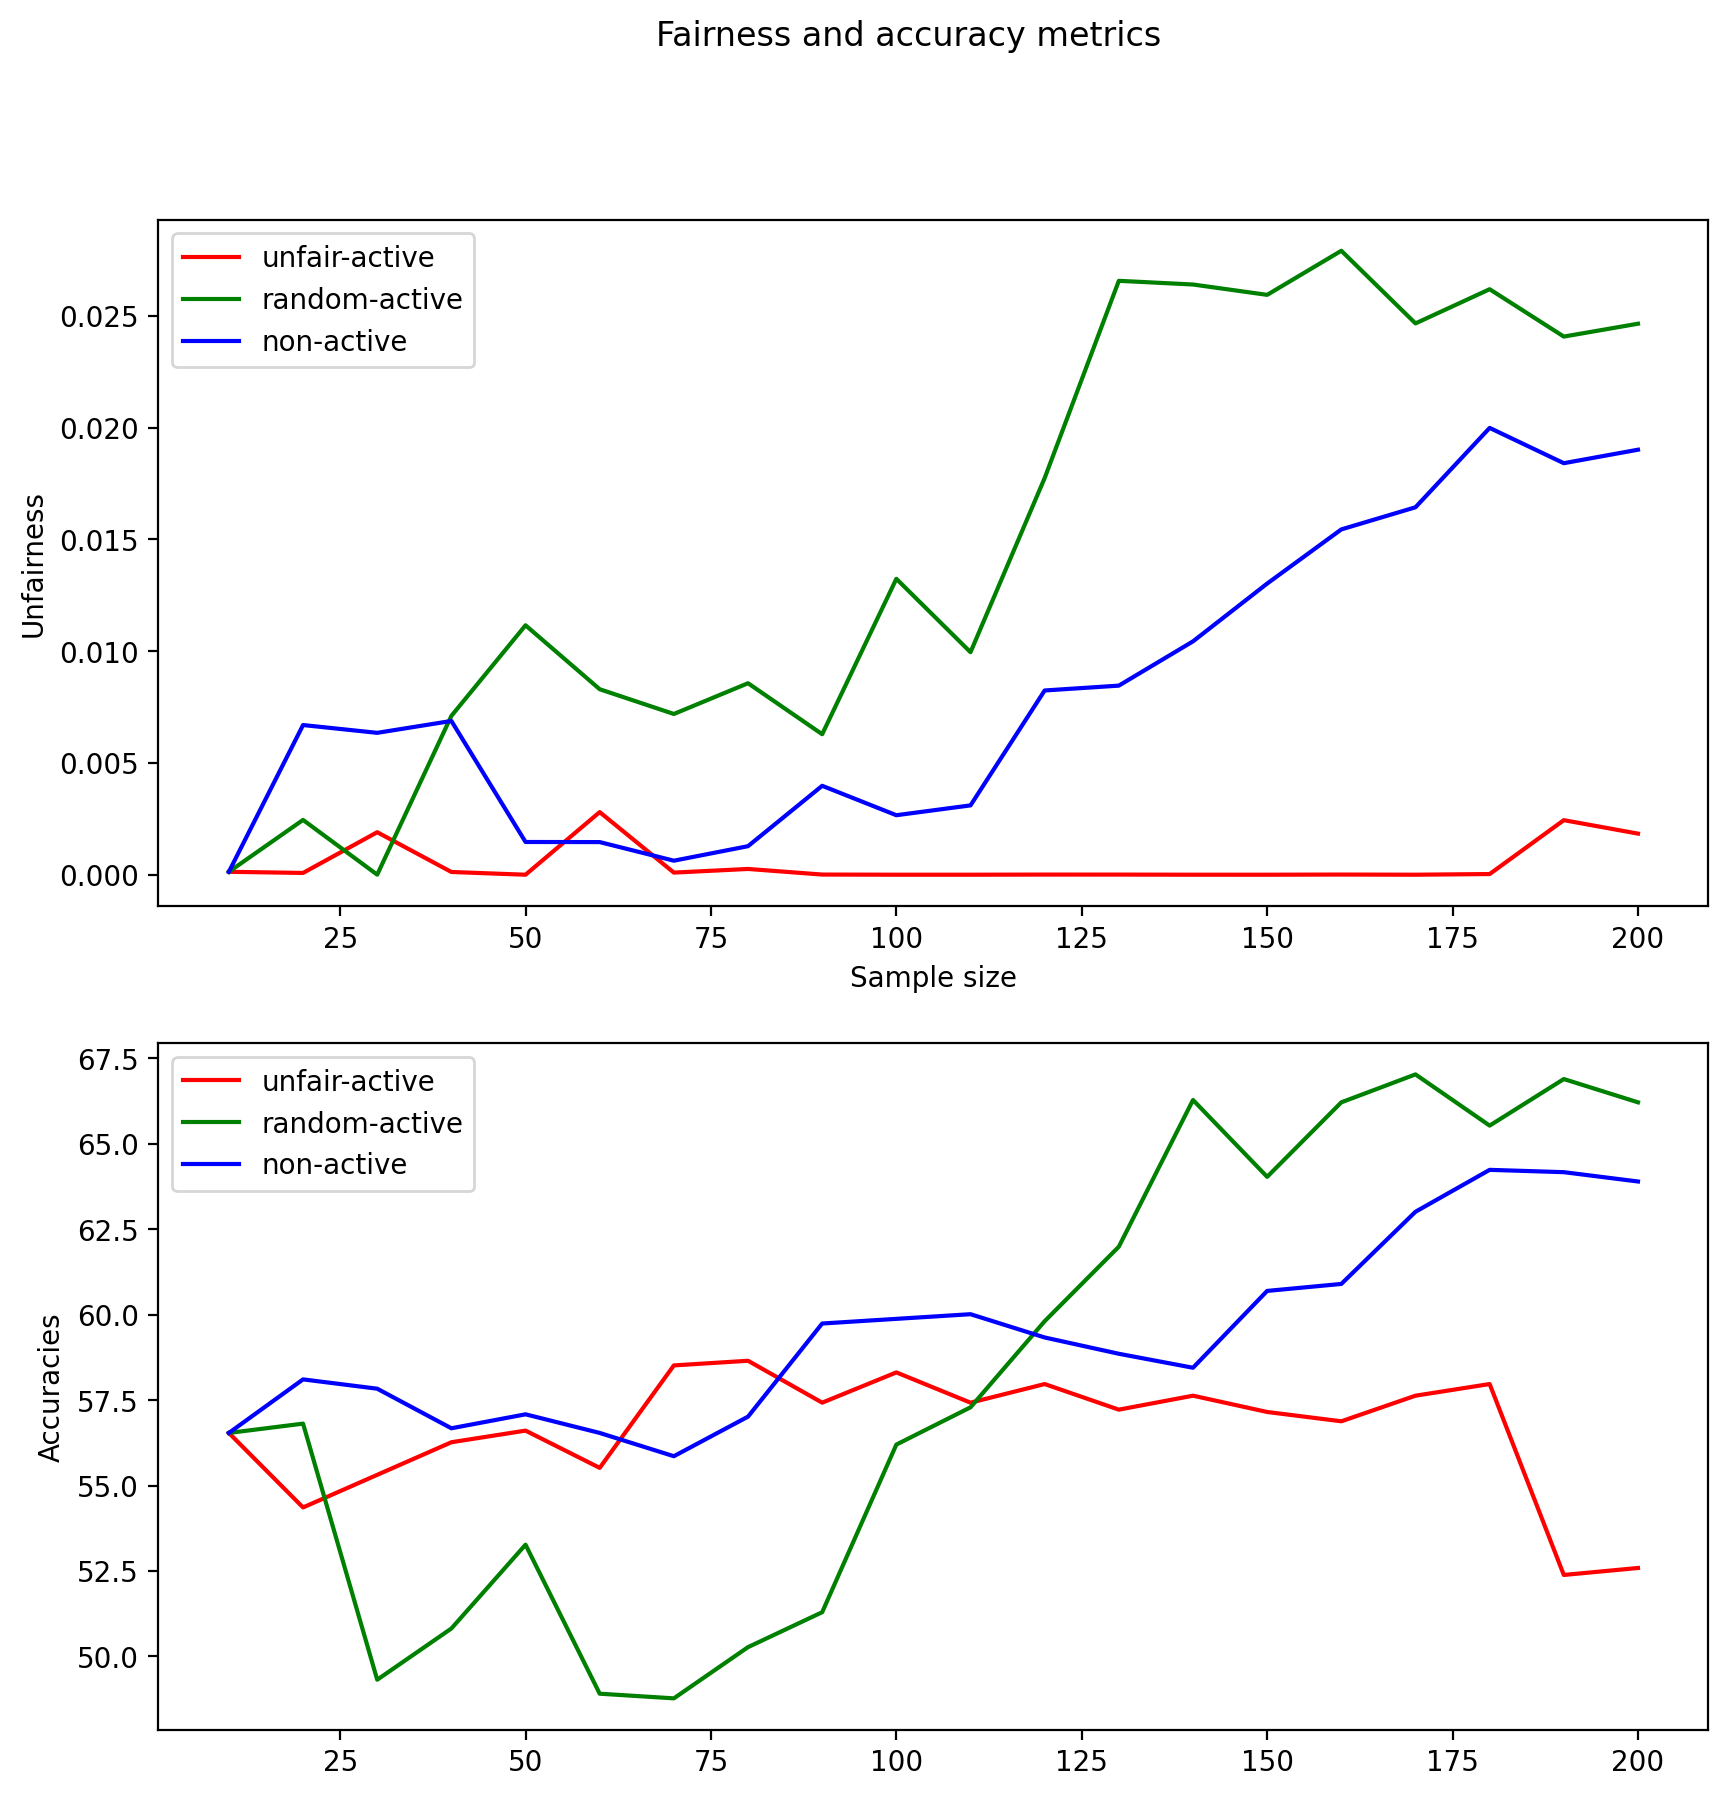 Fairness and accuracy metrics
unfair-active
random-active
non-active
0.025
0.020
0.015
0.010
0.005
0.000
Unfairness
25 50 75 100 125 150 175 200
Sample size
unfair-active
random-active
non-active
67.5
65.0
62.5
60.0
57.5
55.0
52.5
50.0
Accuracies
25 50 75 100 125 150 175 200